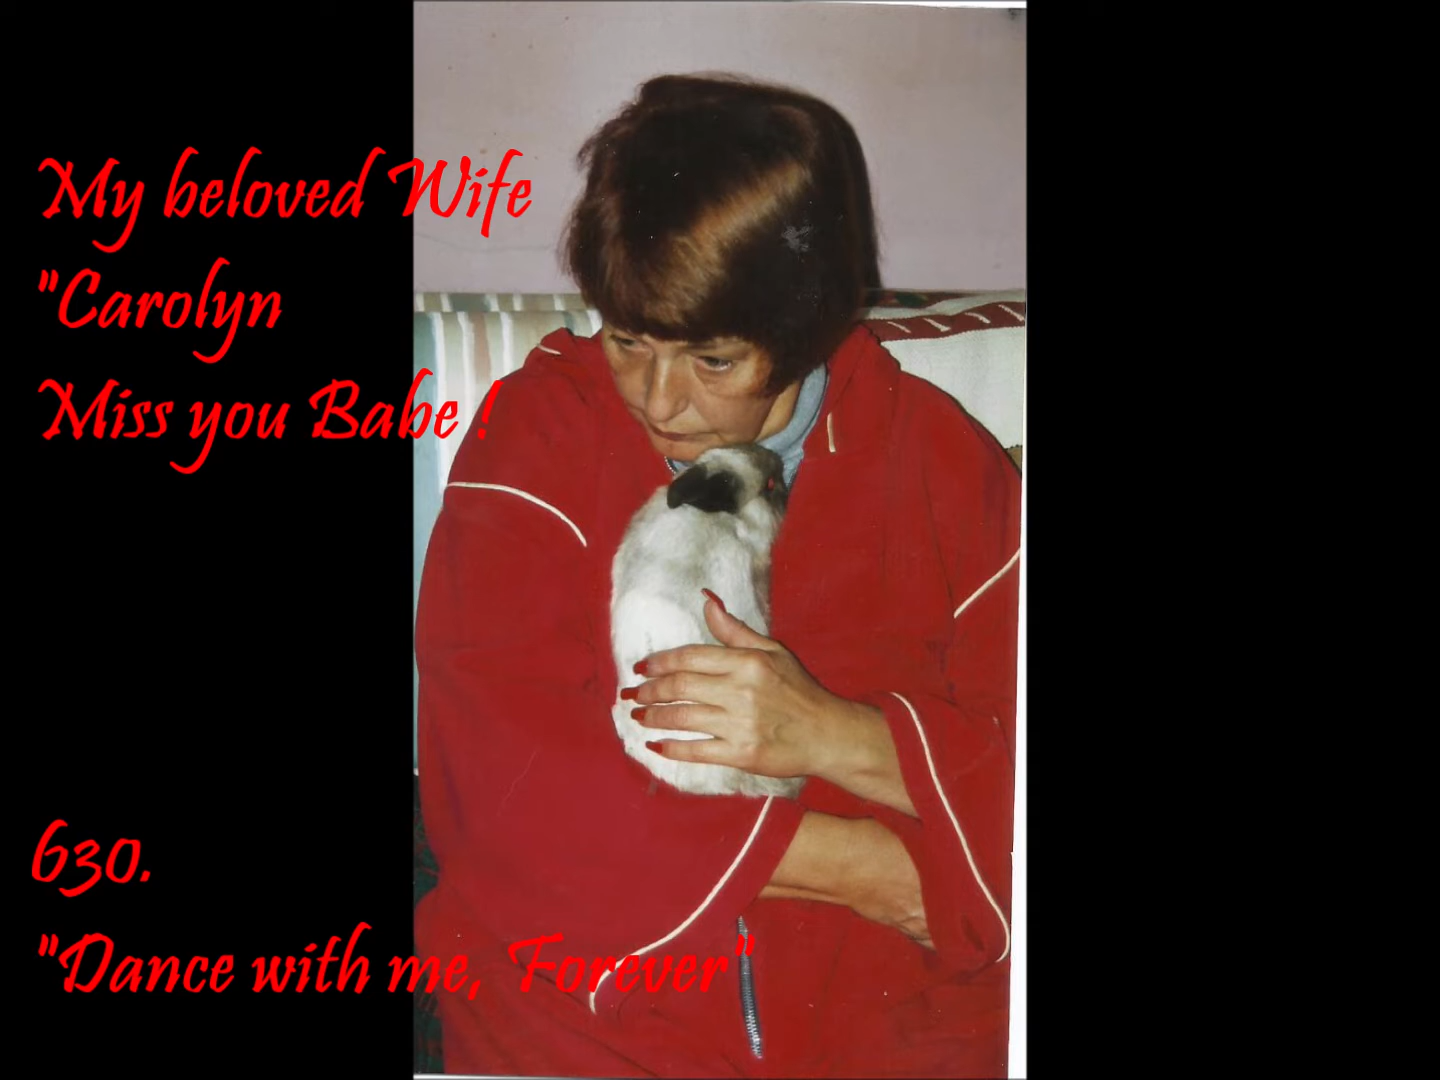 My beloved Wife
"Carolyn
Miss you Babe !
630.
"Dance with me, Forever"